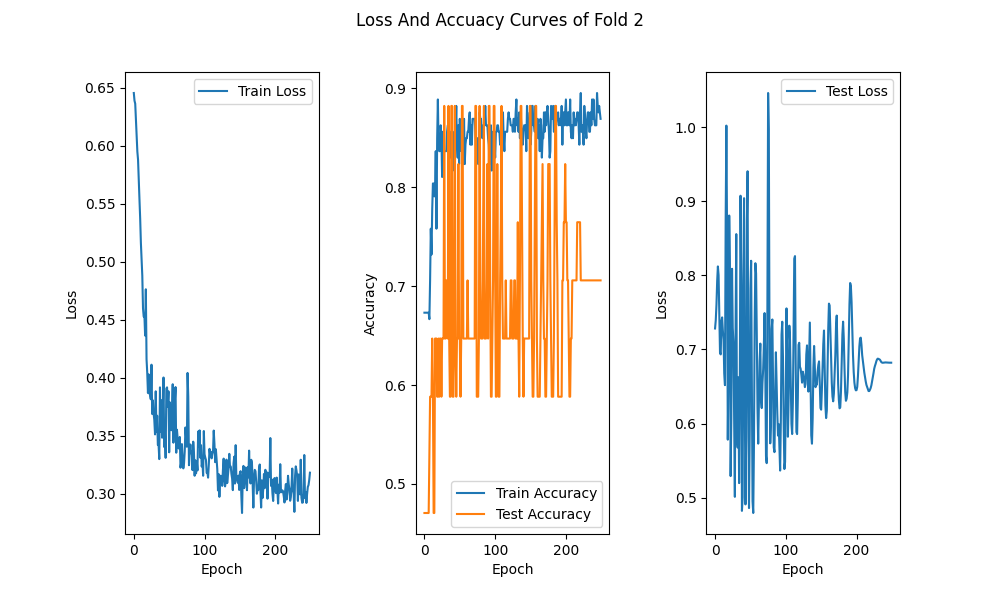 Loss And Accuacy Curves of Fold 2
0.65
0.60
0.55
0.50
0.45
0.40
0.35
0.30
0 100 200
Epoch
Loss
Train Loss
0.9
0.8
0.7
0.6
0.5
0 100 200
Epoch
Accuracy
Train Accuracy
Test Accuracy
1.0
0.9
0.8
0.7
0.6
0.5
0 100 200
Epoch
Loss
Test Loss